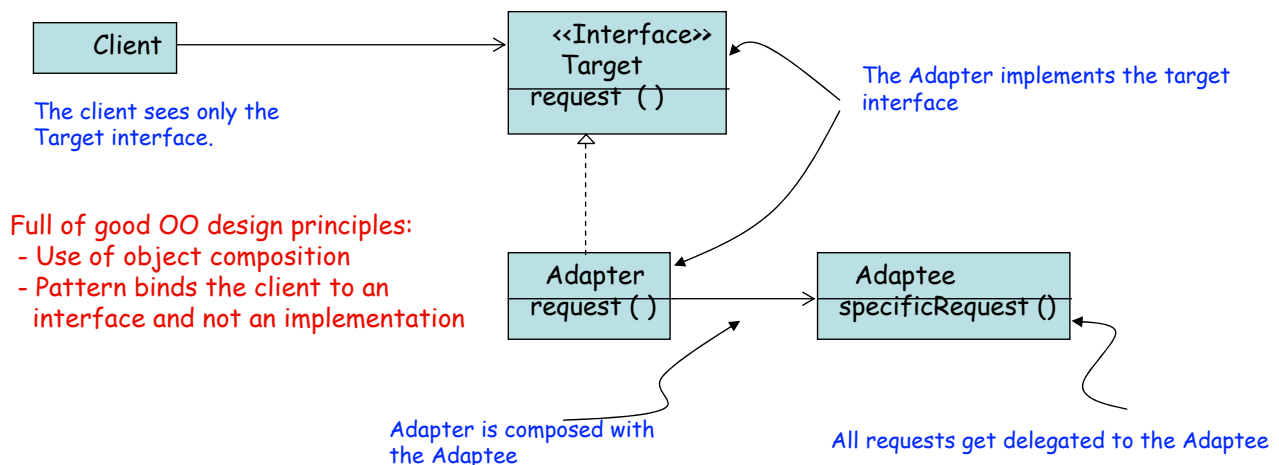 Client
<<Interface>>
Target
request ( )
The Adapter implements the target
interface
The client sees only the
Target interface.
Full of good OO design principles:
- Use of object composition
- Pattern binds the client to an
interface and not an implementation
Adapter
request ( )
Adaptee
specificRequest ()
Adapter is composed with
the Adaptee
All requests get delegated to the Adaptee